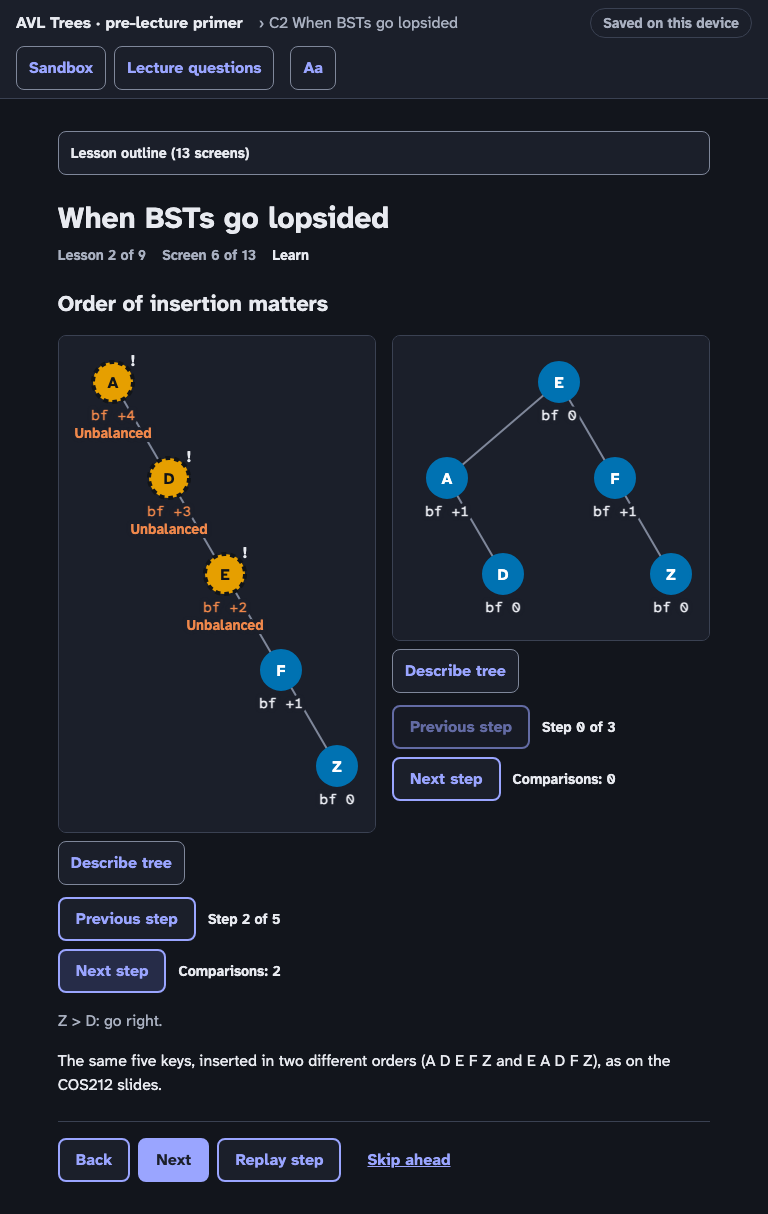 AVL Trees · pre-lecture primer › C2 When BSTs go lopsided
Saved on this device
Sandbox
Lecture questions
Aa
Lesson outline (13 screens)
When BSTs go lopsided
Lesson 2 of 9 Screen 6 of 13 Learn
Order of insertion matters
!
A
bf +4
Unbalanced
!
D
bf +3
Unbalanced
!
E
bf +2
Unbalanced
F
bf +1
Z
bf 0
Describe tree
Previous step
Step 2 of 5
Next step
Comparisons: 2
E
bf 0
A
bf +1
F
bf +1
D
bf 0
Z
bf 0
Describe tree
Previous step
Step 0 of 3
Next step
Comparisons: 0
Z > D: go right.
The same five keys, inserted in two different orders (A D E F Z and E A D F Z), as on the
COS212 slides.
Back
Next
Replay step
Skip ahead